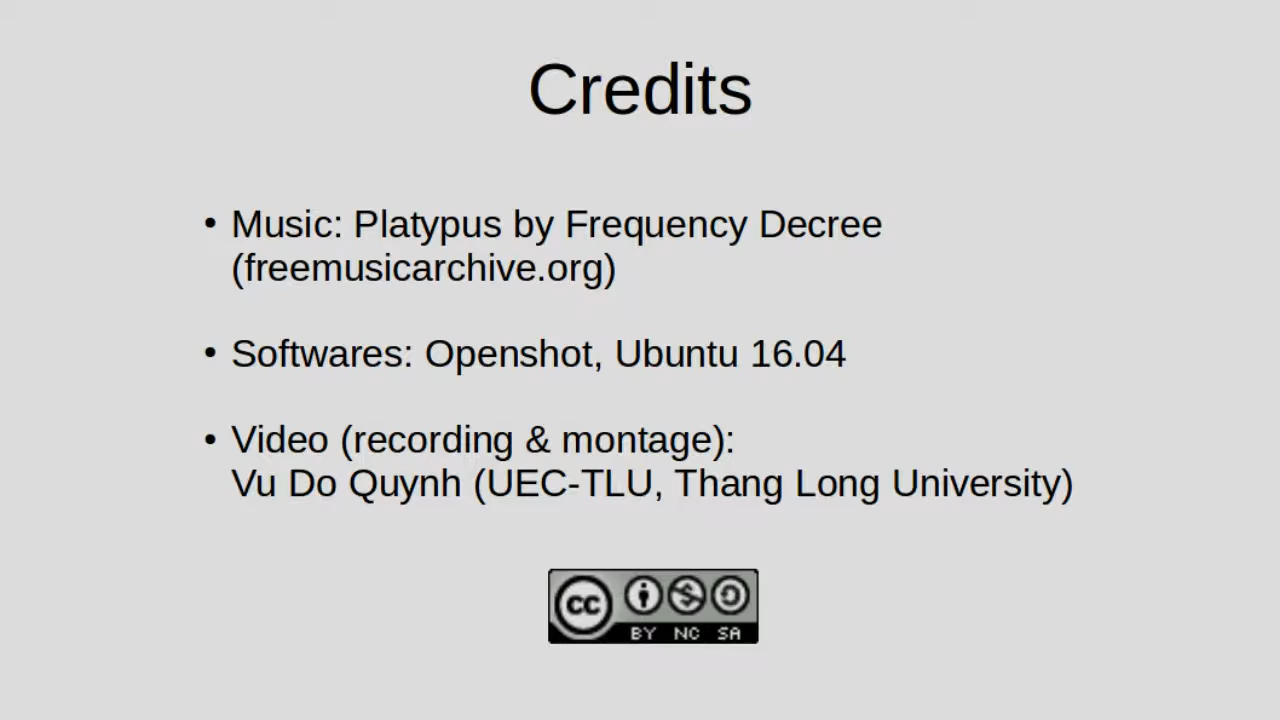 Credits
• Music: Platypus by Frequency Decree
(freemusicarchive.org)
• Softwares: Openshot, Ubuntu 16.04
• Video (recording & montage):
Vu Do Quynh (UEC-TLU, Thang Long University)
cc
BY NC SA